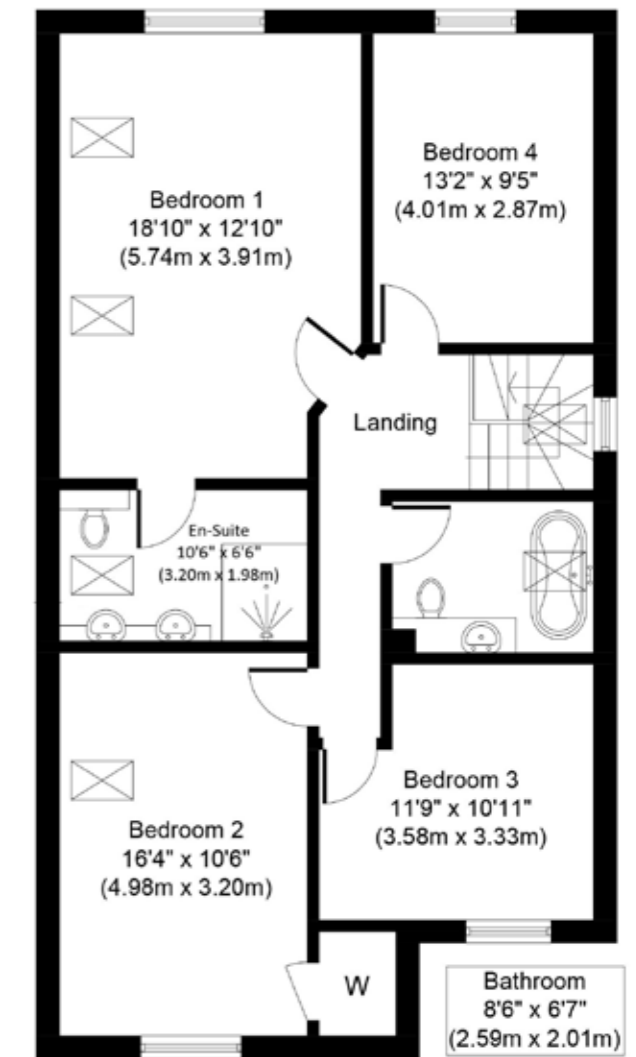 Bedroom 1
18'10" x 12'10"
(5.74m x 3.91m)
Bedroom 4
13'2" x 9'5"
(4.01m x 2.87m)
Landing
En-Suite
10'6" x 6'6"
(3.20m x 1.98m)
Bedroom 2
16'4" x 10'6"
(4.98m x 3.20m)
Bedroom 3
11'9" x 10'11"
(3.58m x 3.33m)
W
Bathroom
8'6" x 6'7"
(2.59m x 2.01m)